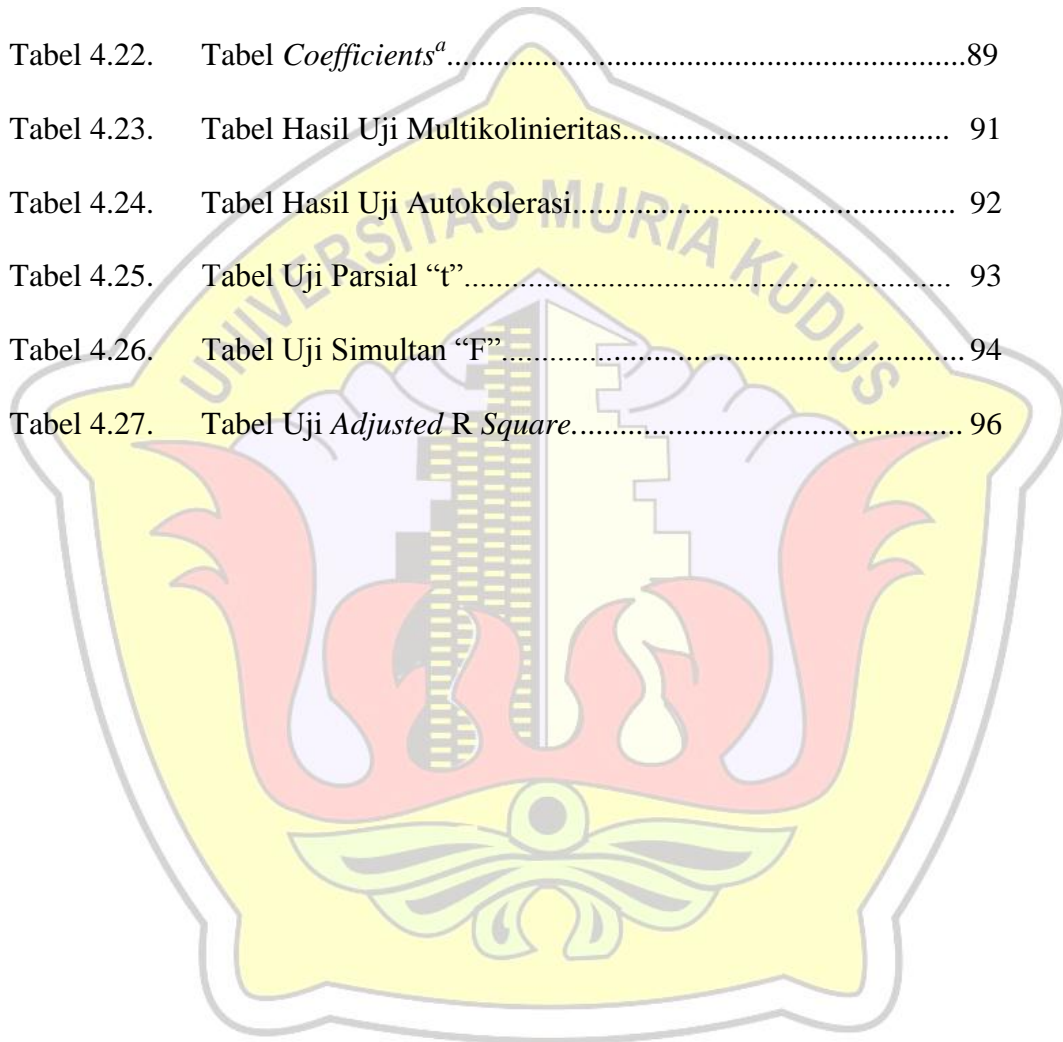 Tabel 4.22. Tabel Coefficientsᵃ.................................................................89
Tabel 4.23. Tabel Hasil Uji Multikolinieritas......................................... 91
Tabel 4.24. Tabel Hasil Uji Autokolerasi................................................ 92
Tabel 4.25. Tabel Uji Parsial “t”............................................................. 93
Tabel 4.26. Tabel Uji Simultan “F”.......................................................... 94
Tabel 4.27. Tabel Uji Adjusted R Square................................................ 96
UNIVERSITAS MURIA KUDUS